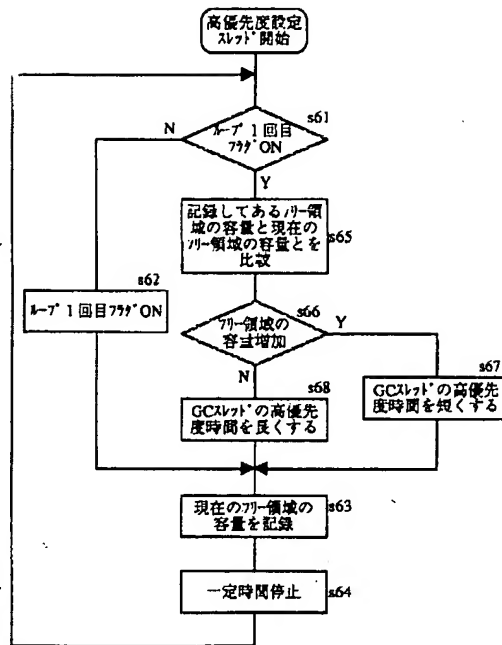 高優先度設定
スレッド開始
s61
N
ループ1回目
フラグON
Y
記録してあるフリー領
域の容量と現在の
フリー領域の容量とを
比較
s65
s62
ループ1回目フラグON
s66
フリー領域の
容量増加
Y
N
s67
GCスレッドの高優先
度時間を短くする
s68
GCスレッドの高優先
度時間を長くする
現在のフリー領域の
容量を記録
s63
一定時間停止
s64